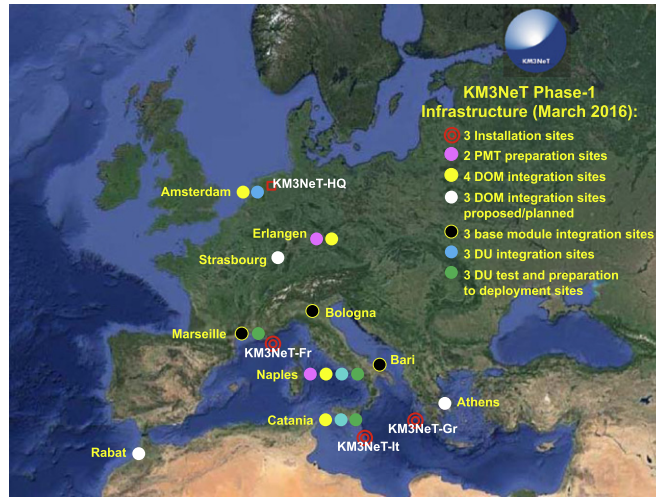 KM3NeT
KM3NeT Phase-1
Infrastructure (March 2016):
3 Installation sites
2 PMT preparation sites
4 DOM integration sites
3 DOM integration sites
proposed/planned
3 base module integration sites
3 DU integration sites
3 DU test and preparation
to deployment sites
KM3NeT-HQ
Amsterdam
Erlangen
Strasbourg
Bologna
Marseille
KM3NeT-Fr
Bari
Naples
Athens
Catania
KM3NeT-Gr
KM3NeT-It
Rabat